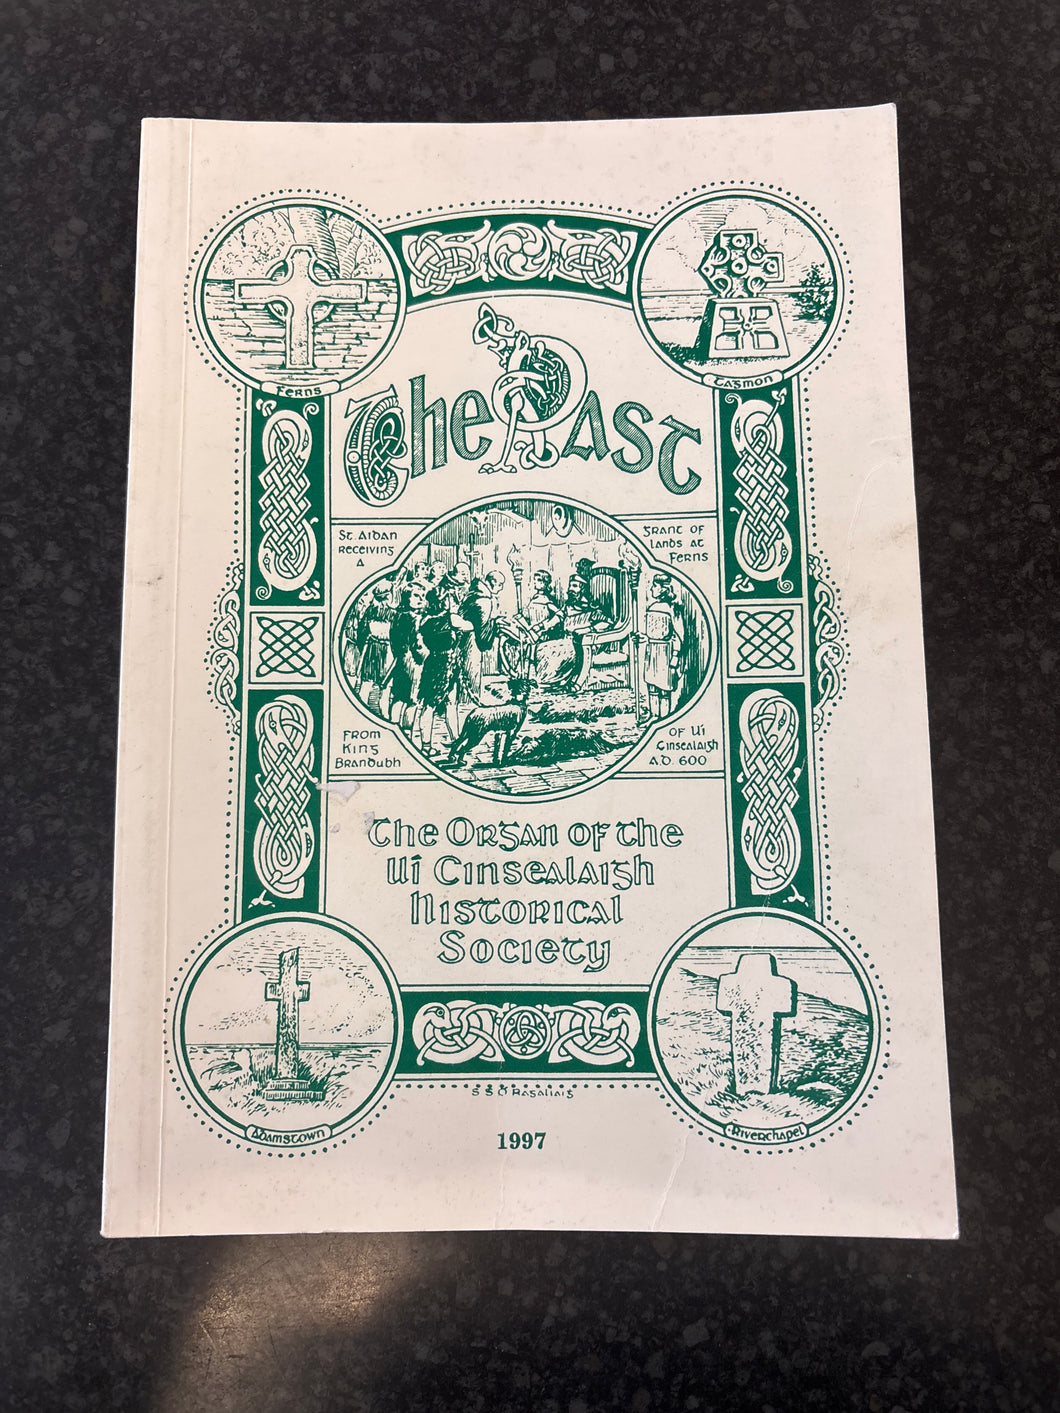 Ferns
Tagmon
The Past
St. Aidan
receiving
a
grant of
lands at
Ferns
from
King
Brandubh
of Uí
Cinsealaigh
A.D. 600
The Organ of the
Uí Cinsealaigh
Historical
Society
Adamstown
Riverchapel
1997